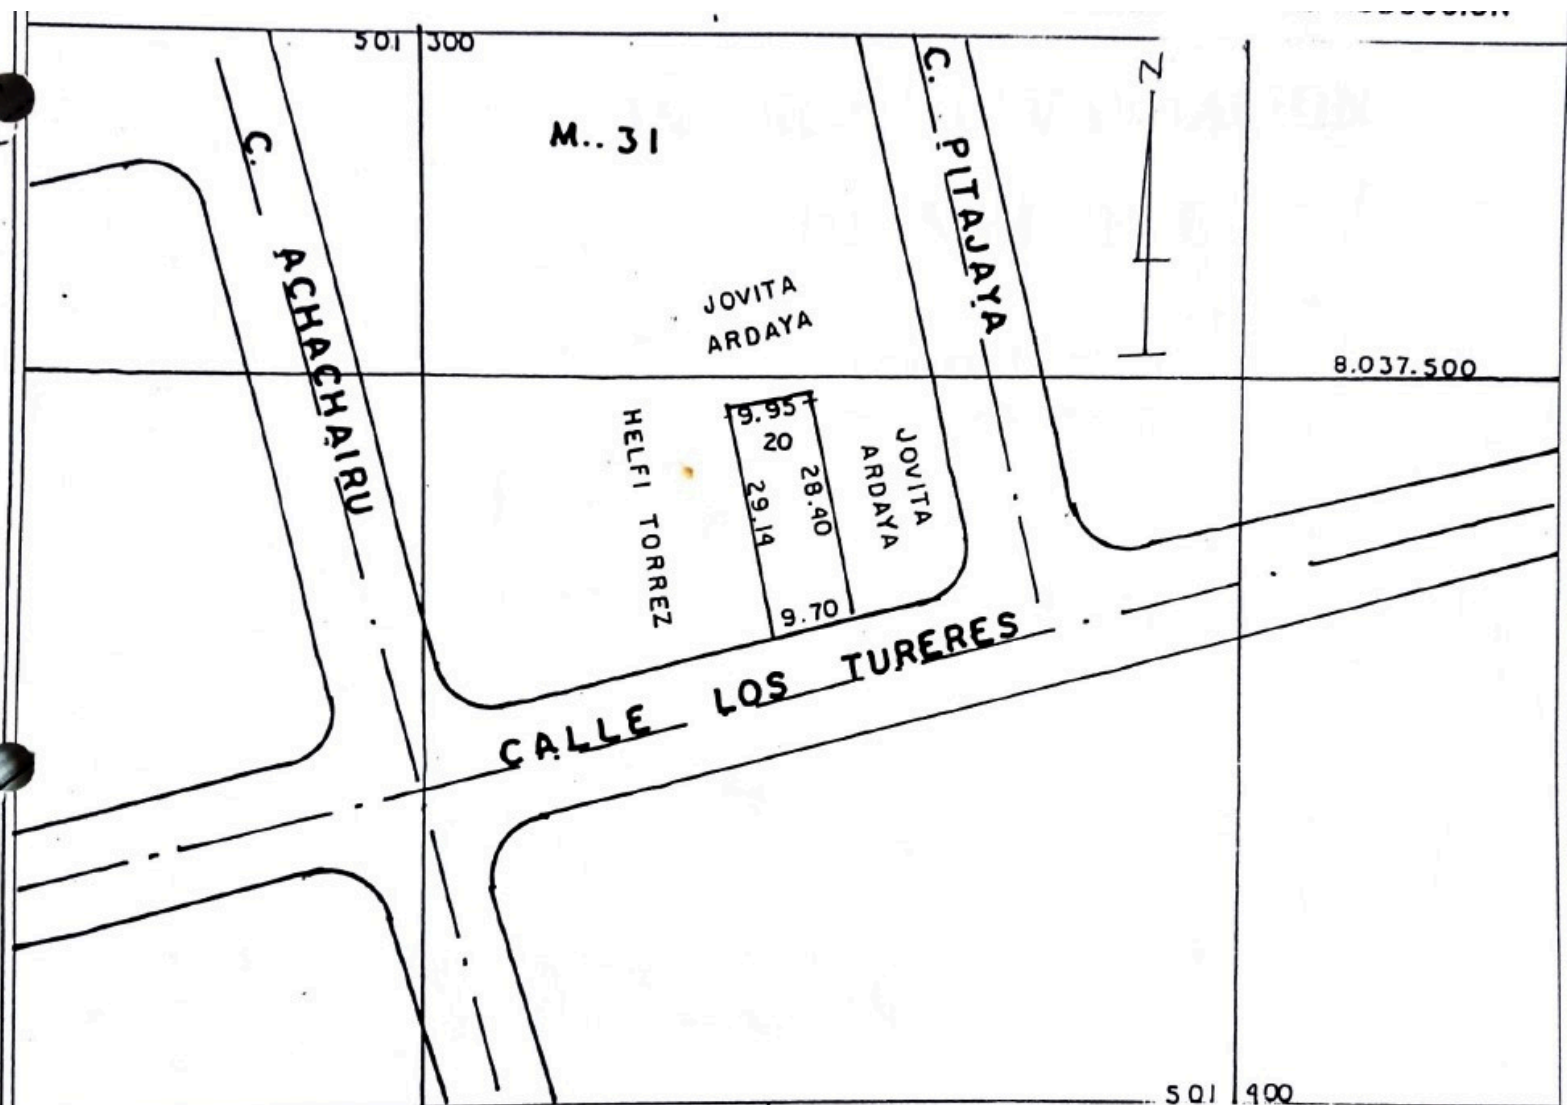 501 300
C. ACHACHAIRU
M.. 31
C. PITAJAYA
N
JOVITA
ARDAYA
8.037.500
HELFI TORREZ
9.95
20
29.14
28.40
9.70
JOVITA
ARDAYA
CALLE LOS TURERES
501 400